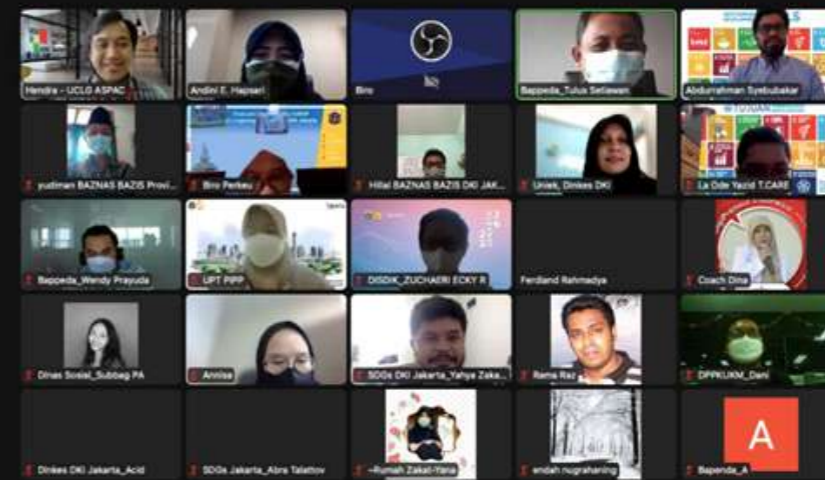 Hendra - UCLG ASPAC
Andini E. Hapsari
Biro
Bappeda_Tulus Setiawan
Abdurrahman Syebubakar
yudiman BAZNAS BAZIS Provi...
Biro Perkeu
Hilal BAZNAS BAZIS DKI JAK...
Uniek, Dinkes DKI
La Ode Yazid T.CARE
Bappeda_Wendy Prayuda
UPT PIPP
DISDIK_ZUCHAERI ECKY R
Ferdiand Rahmadya
Coach Dina
Dinas Sosial_Subbag PA
Annisa
SDGs DKI Jakarta_Yahya Zaka...
Rama Raz
DPPKUKM_Dani
Dinkes DKI Jakarta_Acid
SDGs Jakarta_Abra Talattov
~Rumah Zakat-Yana
endah nugrahaning
A
Bapenda_A